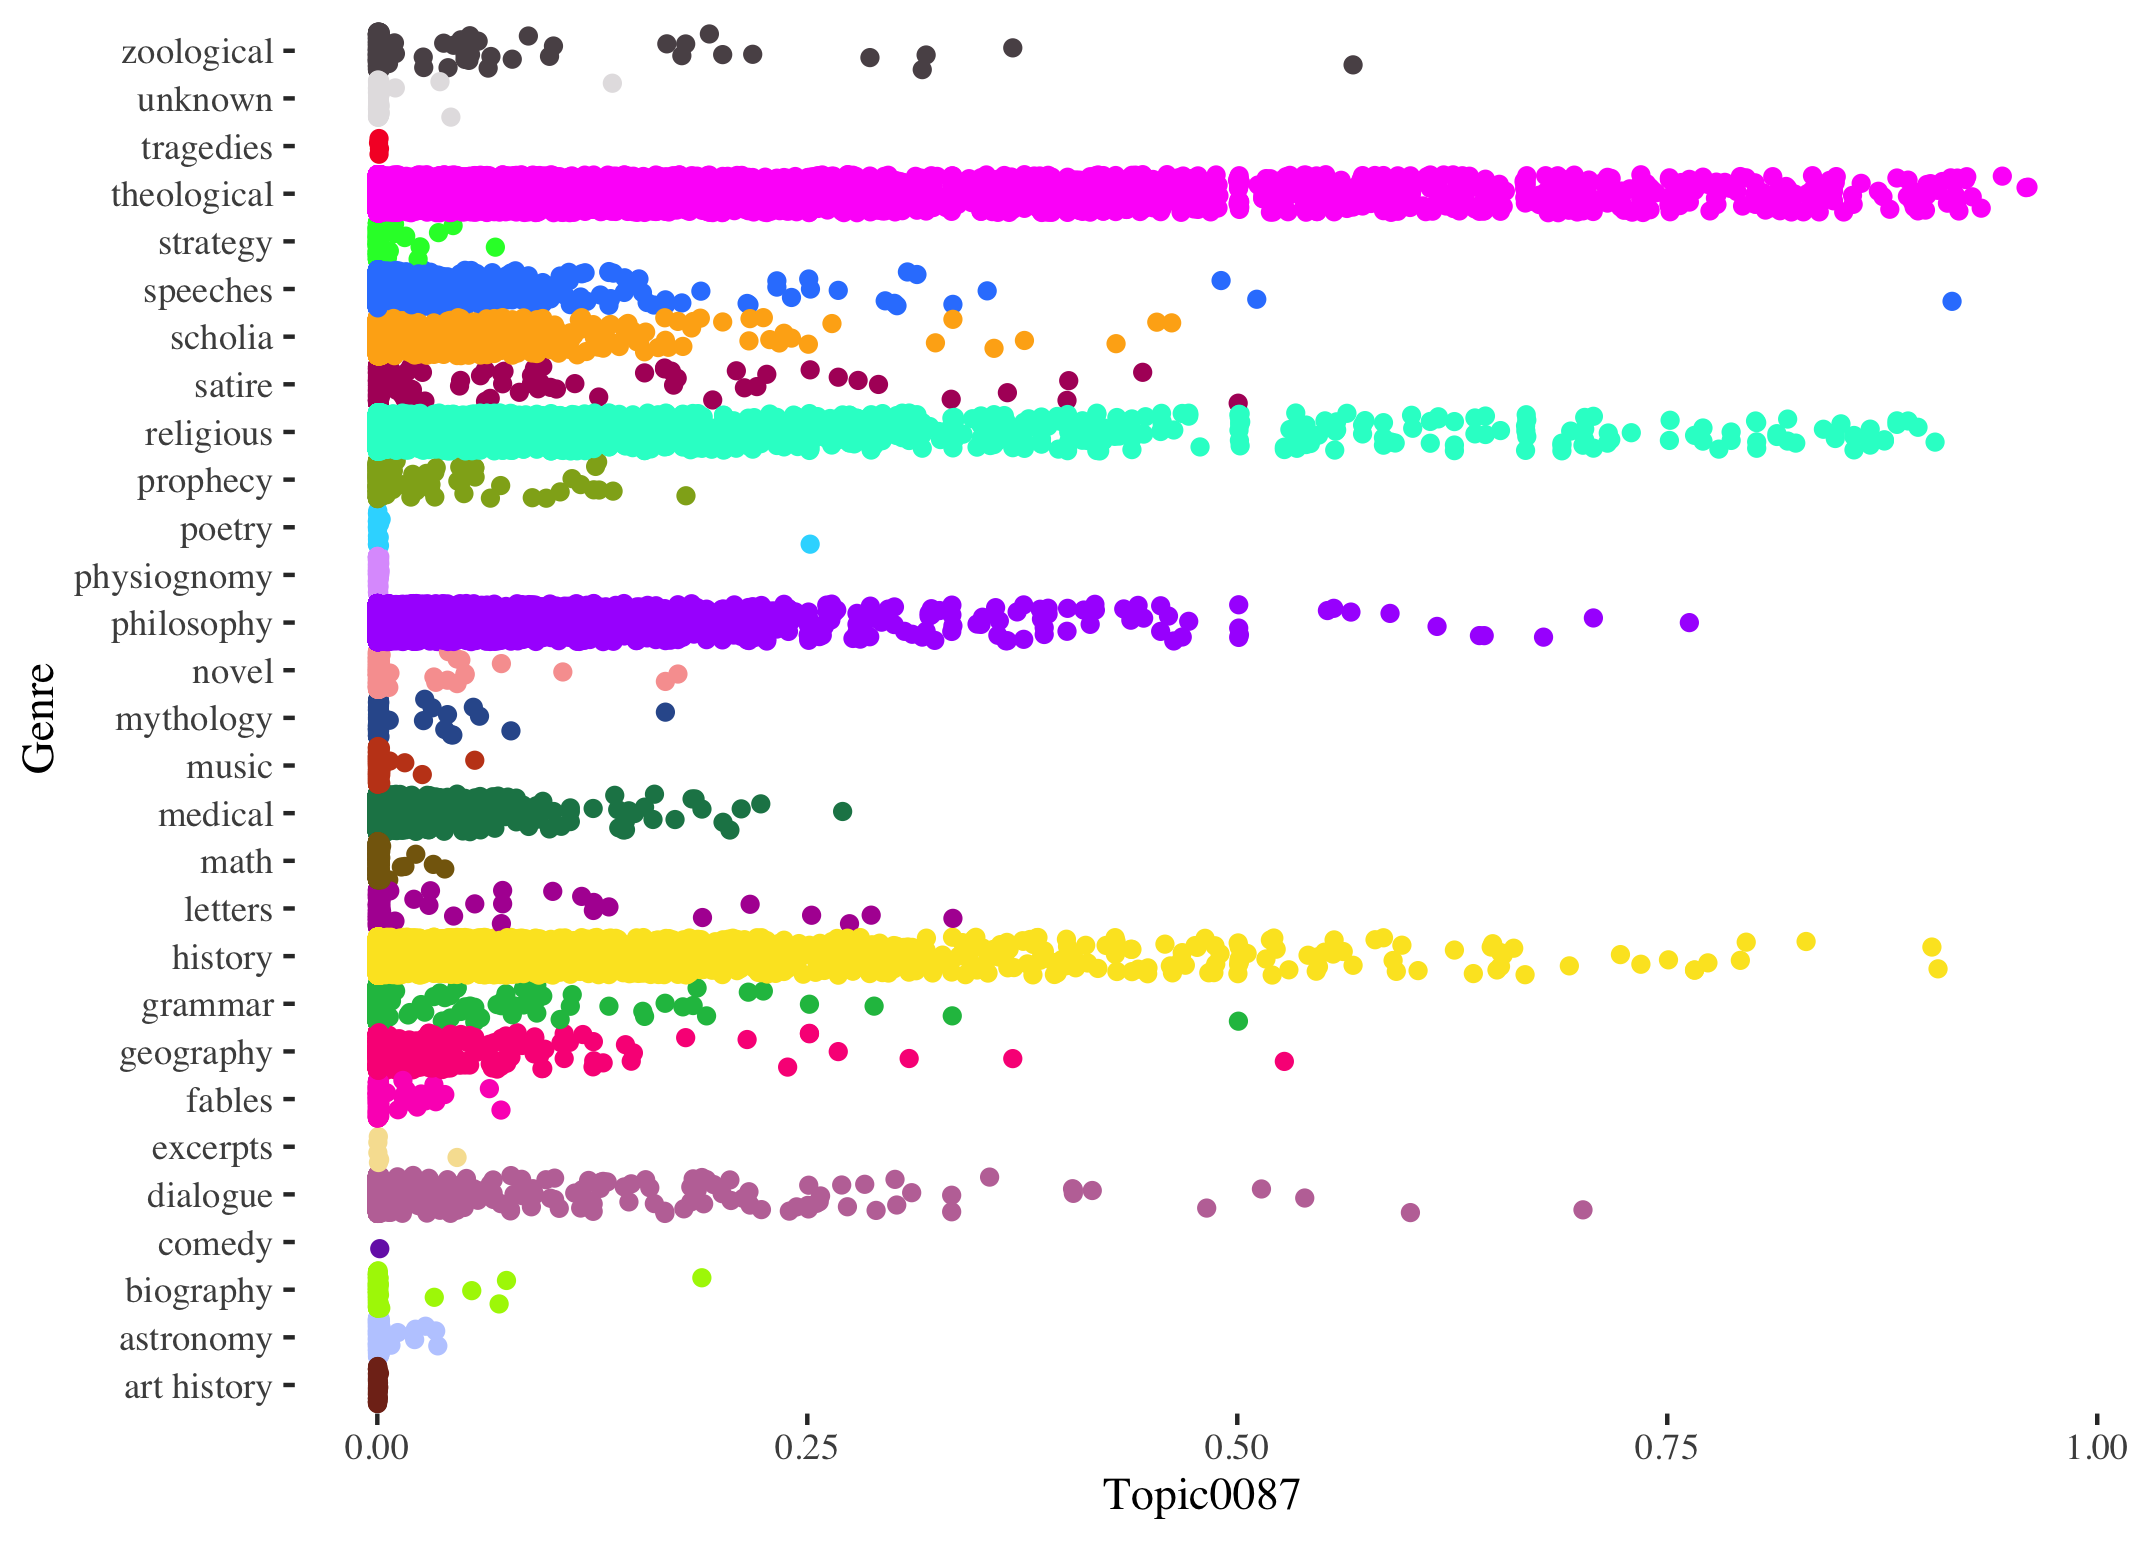 zoological
unknown
tragedies
theological
strategy
speeches
scholia
satire
religious
prophecy
poetry
physiognomy
philosophy
novel
mythology
music
medical
math
letters
history
grammar
geography
fables
excerpts
dialogue
comedy
biography
astronomy
art history
Genre
0.00 0.25 0.50 0.75 1.00
Topic0087